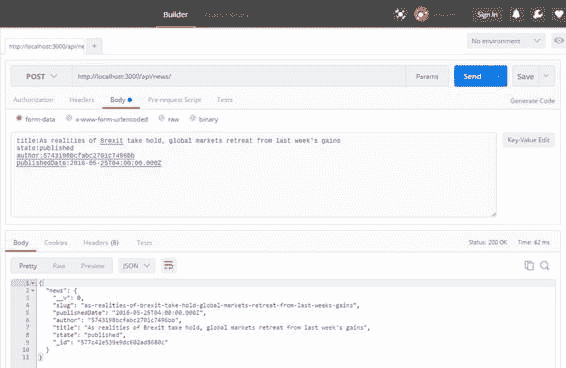 Builder
Sign In
http://localhost:3000/api/ne
+
No environment
POST
http://localhost:3000/api/news/
Params
Send
Save
Authorization
Headers
Body
Pre-request Script
Tests
Generate Code
form-data
x-www-form-urlencoded
raw
binary
title:As realities of Brexit take hold, global markets retreat from last week's gains
state:published
publishedDate:2016-05-25T04:00:00.000Z
Key-Value Edit
Body
Cookies
Headers (6)
Tests
Status: 200 OK
Time: 62 ms
Pretty
Raw
Preview
JSON
1 {
2 "news": {
3 "__v": 0,
4 "slug": "as-realities-of-brexit-take-hold-global-markets-retreat-from-last-weeks-gains",
5 "publishedDate": "2016-05-25T04:00:00.000Z",
6 "author":
7 "title": "As realities of Brexit take hold, global markets retreat from last week's gains",
8 "state": "published",
9 "_id":
10 }
11 }